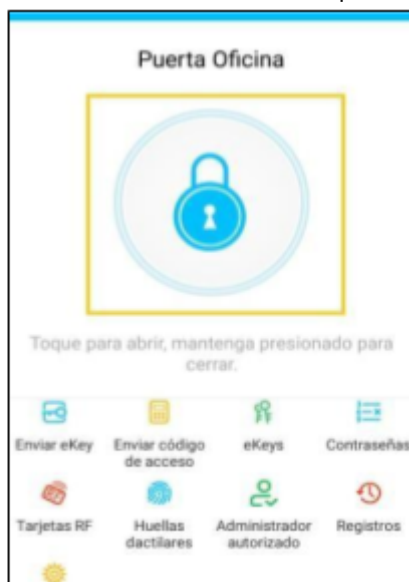 Puerta Oficina
Toque para abrir, mantenga presionado para
cerrar.
Enviar eKey
Enviar código
de acceso
eKeys
Contraseñas
Tarjetas RF
Huellas
dactilares
Administrador
autorizado
Registros